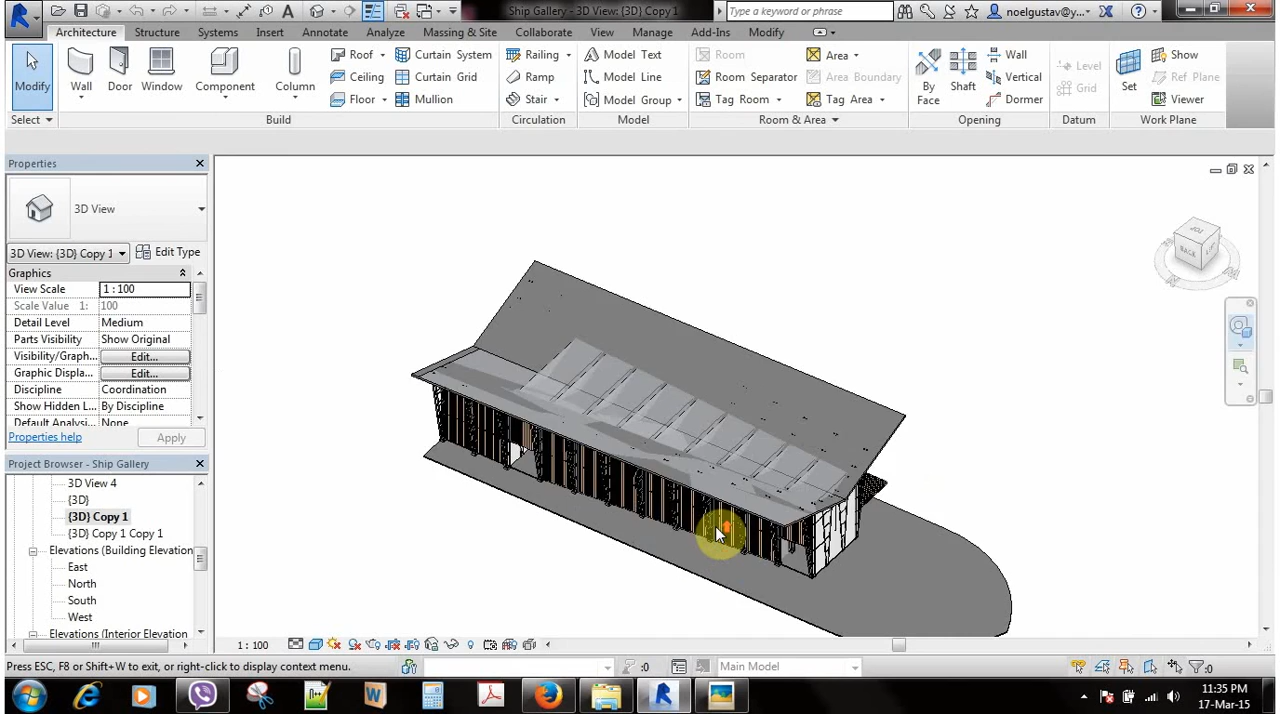 Ship Gallery - 3D View: {3D} Copy 1
Type a keyword or phrase
noelgustav@y...
Architecture Structure Systems Insert Annotate Analyze Massing & Site Collaborate View Manage Add-Ins Modify
Modify
Wall
Door
Window
Component
Column
Roof
Ceiling
Floor
Curtain System
Curtain Grid
Mullion
Railing
Ramp
Stair
Model Text
Model Line
Model Group
Room
Room Separator
Tag Room
Area
Area Boundary
Tag Area
By
Face
Shaft
Wall
Vertical
Dormer
Level
Grid
Set
Show
Ref Plane
Viewer
Select
Build
Circulation
Model
Room & Area
Opening
Datum
Work Plane
Properties
3D View
3D View: {3D} Copy 1
Edit Type
Graphics
View Scale 1 : 100
Scale Value 1: 100
Detail Level Medium
Parts Visibility Show Original
Visibility/Graph... Edit...
Graphic Displa... Edit...
Discipline Coordination
Show Hidden L... By Discipline
Default Analysi... None
Properties help
Apply
Project Browser - Ship Gallery
3D View 4
{3D}
{3D} Copy 1
{3D} Copy 1 Copy 1
Elevations (Building Elevation
East
North
South
West
Elevations (Interior Elevation
TOP
BACK
LEFT
1 : 100
Press ESC, F8 or Shift+W to exit, or right-click to display context menu.
:0
Main Model
:0
11:35 PM
17-Mar-15